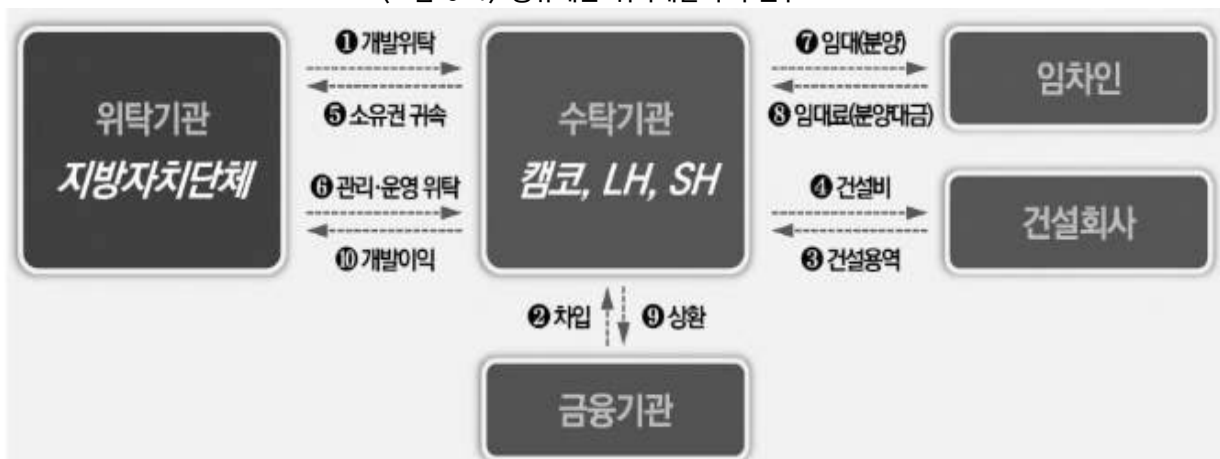 ❶ 개발위탁
❼ 임대(분양)
위탁기관
지방자치단체
❺ 소유권 귀속
수탁기관
캠코, LH, SH
❽ 임대료(분양대금)
임차인
❻ 관리·운영 위탁
❹ 건설비
❿ 개발이익
❸ 건설용역
건설회사
❷ 차입
❾ 상환
금융기관